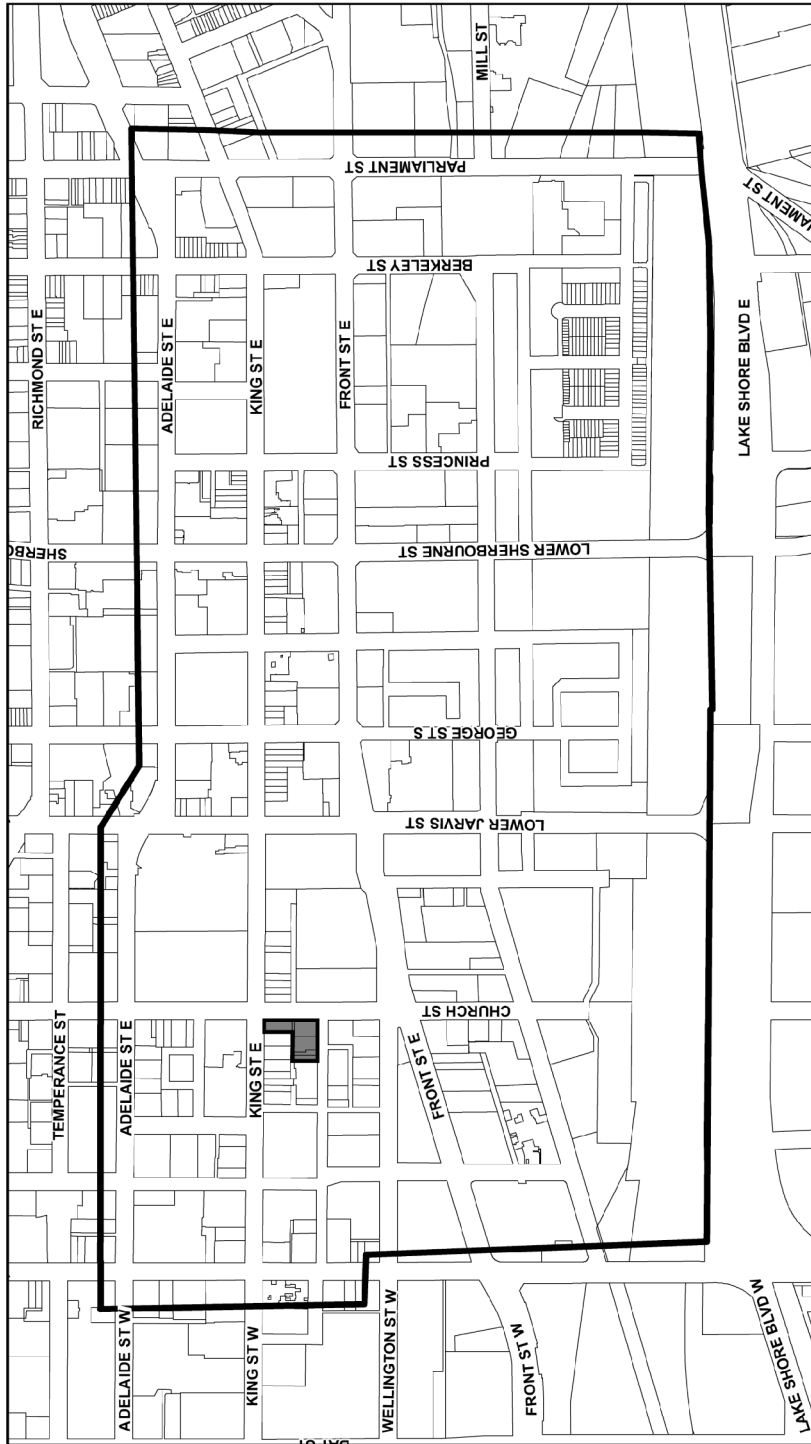 MILL ST
PARLIAMENT ST
BERKELEY ST
RICHMOND ST E
ADELAIDE ST E
KING ST E
FRONT ST E
LAKE SHORE BLVD E
PRINCESS ST
LOWER SHERBOURNE ST
GEORGE ST S
LOWER JARVIS ST
CHURCH ST
TEMPERANCE ST
ADELAIDE ST E
KING ST E
FRONT ST E
ADELAIDE ST W
KING ST W
WELLINGTON ST W
FRONT ST W
LAKE SHORE BLVD W